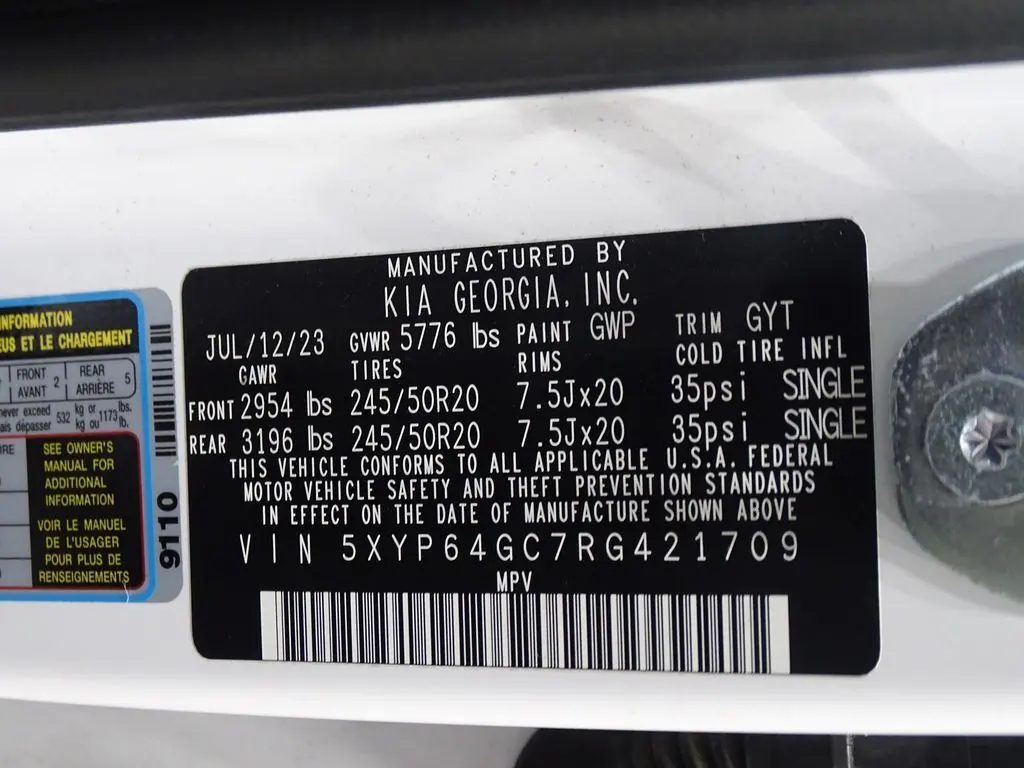 MANUFACTURED BY
KIA GEORGIA, INC.
JUL/12/23 GVWR 5776 lbs PAINT GWP TRIM GYT
GAWR TIRES RIMS COLD TIRE INFL
FRONT 2954 lbs 245/50R20 7.5Jx20 35psi SINGLE
REAR 3196 lbs 245/50R20 7.5Jx20 35psi SINGLE
THIS VEHICLE CONFORMS TO ALL APPLICABLE U.S.A. FEDERAL
MOTOR VEHICLE SAFETY AND THEFT PREVENTION STANDARDS
IN EFFECT ON THE DATE OF MANUFACTURE SHOWN ABOVE
VIN 5XYP64GC7RG421709
MPV
INFORMATION
ET LE CHARGEMENT
FRONT 2 REAR 5
AVANT ARRIÈRE
exceed 532 kg or 1173 lbs.
dépasser kg ou lb.
SEE OWNER'S
MANUAL FOR
ADDITIONAL
INFORMATION
VOIR LE MANUEL
DE L'USAGER
POUR PLUS DE
RENSEIGNEMENTS
9110